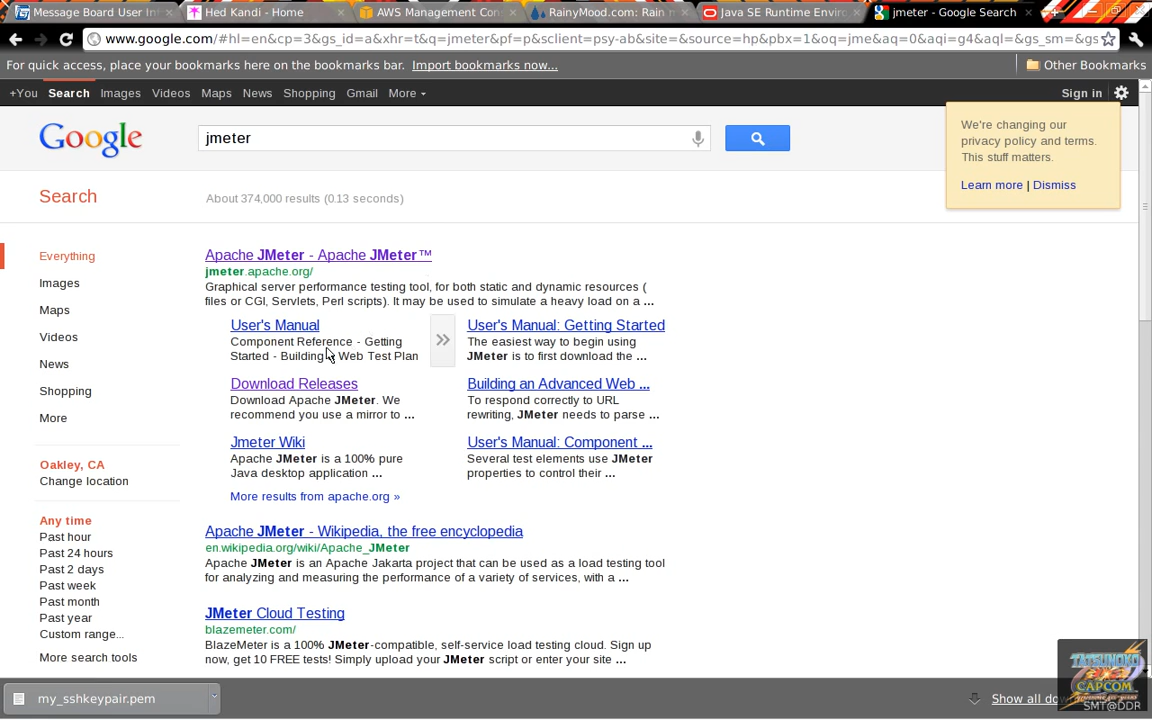 Message Board User In
Hed Kandi - Home
AWS Management Con
RainyMood.com: Rain m
Java SE Runtime Enviro
jmeter - Google Search
www.google.com/#hl=en&cp=3&gs_id=a&xhr=t&q=jmeter&pf=p&sclient=psy-ab&site=&source=hp&pbx=1&oq=jme&aq=0&aqi=g4&aql=&gs_sm=&gs
For quick access, place your bookmarks here on the bookmarks bar. Import bookmarks now...
Other Bookmarks
+You Search Images Videos Maps News Shopping Gmail More
Sign in
Google
jmeter
We're changing our
privacy policy and terms.
This stuff matters.
Learn more | Dismiss
Search
About 374,000 results (0.13 seconds)
Everything
Images
Maps
Videos
News
Shopping
More
Oakley, CA
Change location
Any time
Past hour
Past 24 hours
Past 2 days
Past week
Past month
Past year
Custom range...
More search tools
Apache JMeter - Apache JMeter™
jmeter.apache.org/
Graphical server performance testing tool, for both static and dynamic resources (
files or CGI, Servlets, Perl scripts). It may be used to simulate a heavy load on a ...
User's Manual
Component Reference - Getting
Started - Building Web Test Plan
»
User's Manual: Getting Started
The easiest way to begin using
JMeter is to first download the ...
Download Releases
Download Apache JMeter. We
recommend you use a mirror to ...
Building an Advanced Web ...
To respond correctly to URL
rewriting, JMeter needs to parse ...
Jmeter Wiki
Apache JMeter is a 100% pure
Java desktop application ...
User's Manual: Component ...
Several test elements use JMeter
properties to control their ...
More results from apache.org »
Apache JMeter - Wikipedia, the free encyclopedia
en.wikipedia.org/wiki/Apache_JMeter
Apache JMeter is an Apache Jakarta project that can be used as a load testing tool
for analyzing and measuring the performance of a variety of services, with a ...
JMeter Cloud Testing
blazemeter.com/
BlazeMeter is a 100% JMeter-compatible, self-service load testing cloud. Sign up
now, get 10 FREE tests! Simply upload your JMeter script or enter your site ...
my_sshkeypair.pem
Show all do
TATSUNOKO
CAPCOM
SMT@DDR